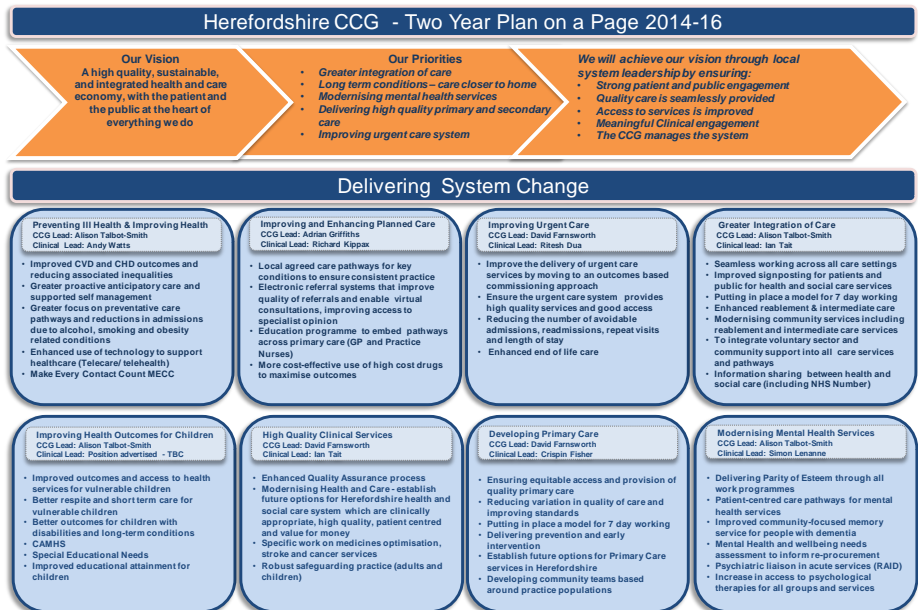 Herefordshire CCG - Two Year Plan on a Page 2014-16
Our Vision
A high quality, sustainable,
and integrated health and care
economy, with the patient and
the public at the heart of
everything we do
Our Priorities
• Greater integration of care
• Long term conditions – care closer to home
• Modernising mental health services
• Delivering high quality primary and secondary
care
• Improving urgent care system
We will achieve our vision through local
system leadership by ensuring:
• Strong patient and public engagement
• Quality care is seamlessly provided
• Access to services is improved
• Meaningful Clinical engagement
• The CCG manages the system
Delivering System Change
Preventing Ill Health & Improving Health
CCG Lead: Alison Talbot-Smith
Clinical Lead: Andy Watts
• Improved CVD and CHD outcomes and
reducing associated inequalities
• Greater proactive anticipatory care and
supported self management
• Greater focus on preventative care
pathways and reductions in admissions
due to alcohol, smoking and obesity
related conditions
• Enhanced use of technology to support
healthcare (Telecare/ telehealth)
• Make Every Contact Count MECC
Improving and Enhancing Planned Care
CCG Lead: Adrian Griffiths
Clinical Lead: Richard Kippax
• Local agreed care pathways for key
conditions to ensure consistent practice
• Electronic referral systems that improve
quality of referrals and enable virtual
consultations, improving access to
specialist opinion
• Education programme to embed pathways
across primary care (GP and Practice
Nurses)
• More cost-effective use of high cost drugs
to maximise outcomes
Improving Urgent Care
CCG Lead: David Farnsworth
Clinical Lead: Ritesh Dua
• Improve the delivery of urgent care
services by moving to an outcomes based
commissioning approach
• Ensure the urgent care system provides
high quality services and good access
• Reducing the number of avoidable
admissions, readmissions, repeat visits
and length of stay
• Enhanced end of life care
Greater Integration of Care
CCG Lead: Alison Talbot-Smith
Clinical lead: Ian Tait
• Seamless working across all care settings
• Improved signposting for patients and
public for health and social care services
• Putting in place a model for 7 day working
• Enhanced reablement & intermediate care
• Modernising community services including
reablement and intermediate care services
• To integrate voluntary sector and
community support into all care services
and pathways
• Information sharing between health and
social care (including NHS Number)
Improving Health Outcomes for Children
CCG Lead: Alison Talbot-Smith
Clinical Lead: Position advertised - TBC
• Improved outcomes and access to health
services for vulnerable children
Better respite and short term care for
vulnerable children
• Better outcomes for children with
disabilities and long-term conditions
• CAMHS
• Special Educational Needs
• Improved educational attainment for
children
High Quality Clinical Services
CCG Lead: David Farnsworth
Clinical Lead: Ian Tait
• Enhanced Quality Assurance process
• Modernising Health and Care - establish
future options for Herefordshire health and
social care system which are clinically
appropriate, high quality, patient centred
and value for money
• Specific work on medicines optimisation,
stroke and cancer services
• Robust safeguarding practice (adults and
children)
Developing Primary Care
CCG Lead: David Farnsworth
Clinical Lead: Crispin Fisher
• Ensuring equitable access and provision of
quality primary care
• Reducing variation in quality of care and
improving standards
• Putting in place a model for 7 day working
• Delivering prevention and early
intervention
• Establish future options for Primary Care
services in Herefordshire
• Developing community teams based
around practice populations
Modernising Mental Health Services
CCG Lead: Alison Talbot-Smith
Clinical Lead: Simon Lenanne
• Delivering Parity of Esteem through all
work programmes
• Patient-centred care pathways for mental
health services
• Improved community-focused memory
service for people with dementia
• Mental Health and wellbeing needs
assessment to inform re-procurement
• Psychiatric liaison in acute services (RAID)
• Increase in access to psychological
therapies for all groups and services